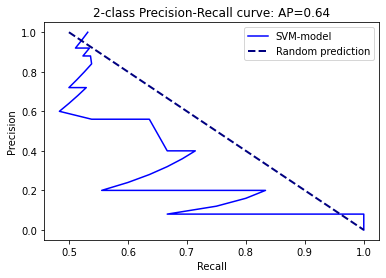 2-class Precision-Recall curve: AP=0.64
SVM-model
Random prediction
Precision
1.0
0.8
0.6
0.4
0.2
0.0
0.5 0.6 0.7 0.8 0.9 1.0
Recall